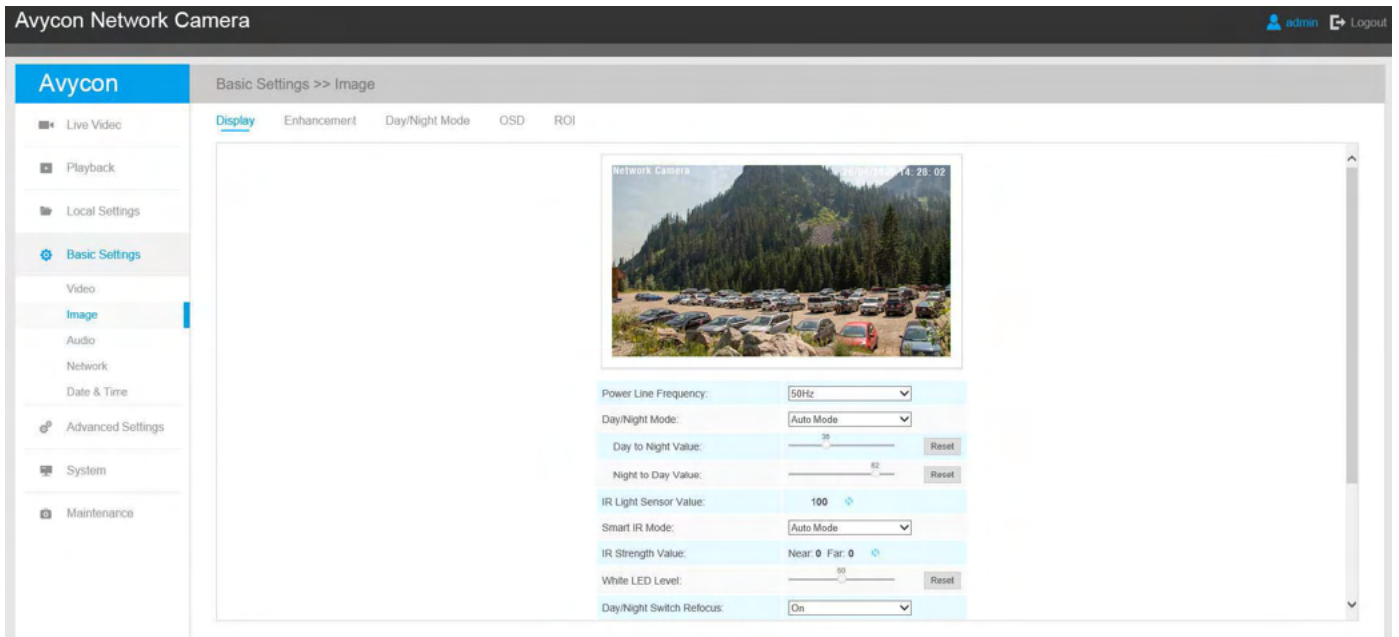 Avycon Network Camera
admin Logout
Avycon
Basic Settings >> Image
Live Video
Display Enhancement Day/Night Mode OSD ROI
Playback
Local Settings
Basic Settings
Video
Image
Audio
Network
Date & Time
Advanced Settings
System
Maintenance
Network Camera 14:28:02
Power Line Frequency: 50Hz
Day/Night Mode: Auto Mode
Day to Night Value: Reset
Night to Day Value: 82 Reset
IR Light Sensor Value: 100
Smart IR Mode: Auto Mode
IR Strength Value: Near: 0 Far: 0
White LED Level: Reset
Day/Night Switch Refocus: On